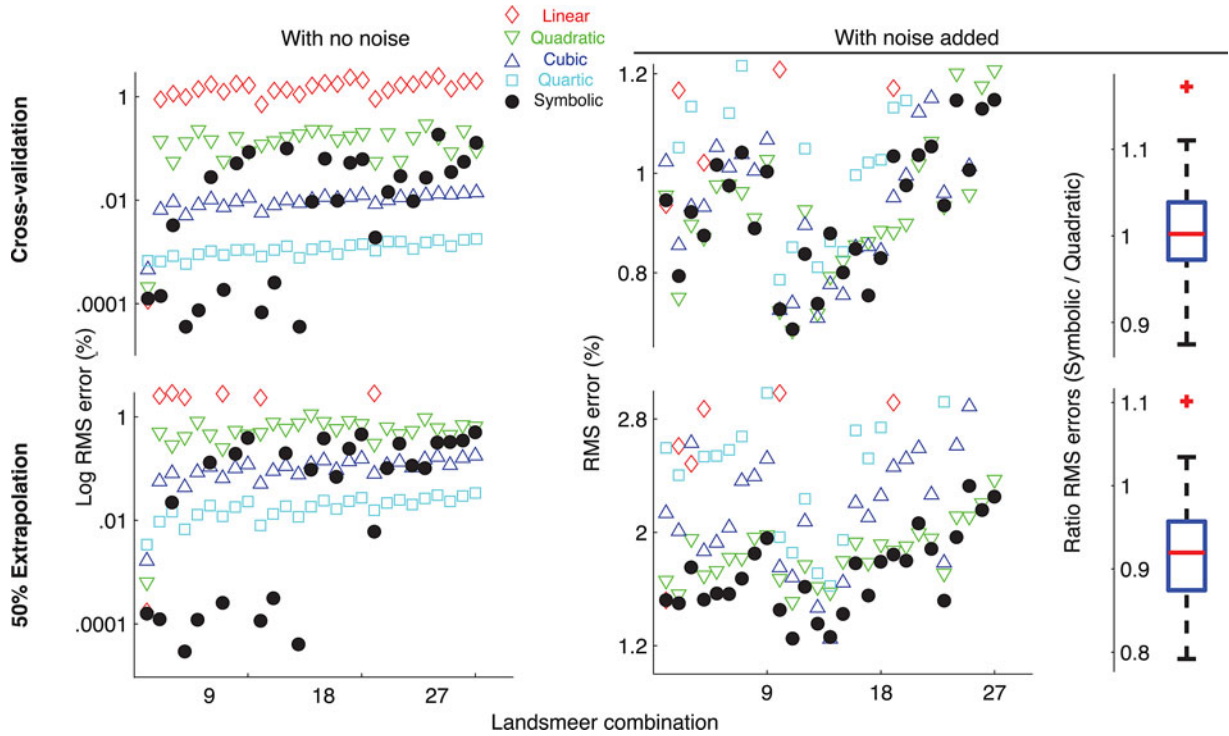 With no noise
Linear
Quadratic
Cubic
Quartic
Symbolic
With noise added
Cross-validation
50% Extrapolation
Log RMS error (%)
1
.01
.0001
1
.01
.0001
9
18
27
RMS error (%)
1.2
1
0.8
2.8
2
1.2
9
18
27
Landsmeer combination
Ratio RMS errors (Symbolic / Quadratic)
1.1
1
0.9
1.1
1
0.9
0.8